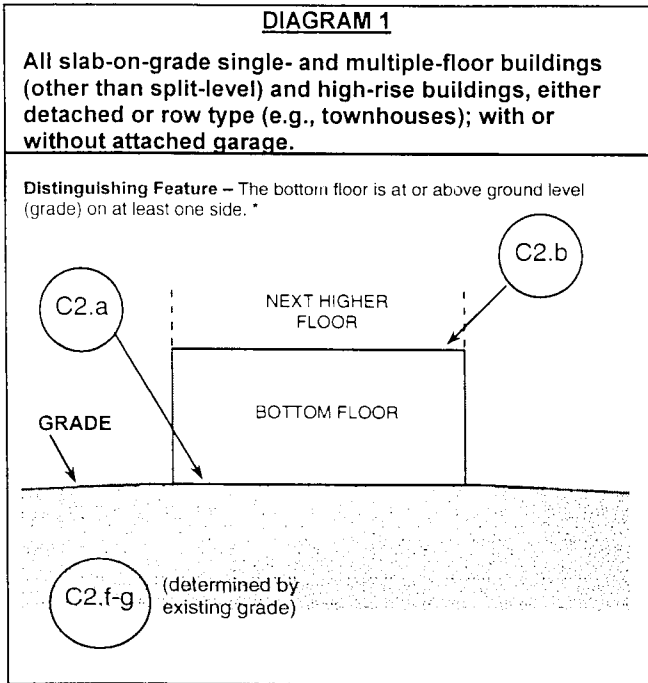 DIAGRAM 1
All slab-on-grade single- and multiple-floor buildings
(other than split-level) and high-rise buildings, either
detached or row type (e.g., townhouses); with or
without attached garage.
Distinguishing Feature – The bottom floor is at or above ground level
(grade) on at least one side. *
C2.b
C2.a
NEXT HIGHER
FLOOR
BOTTOM FLOOR
GRADE
C2.f-g
(determined by
existing grade)